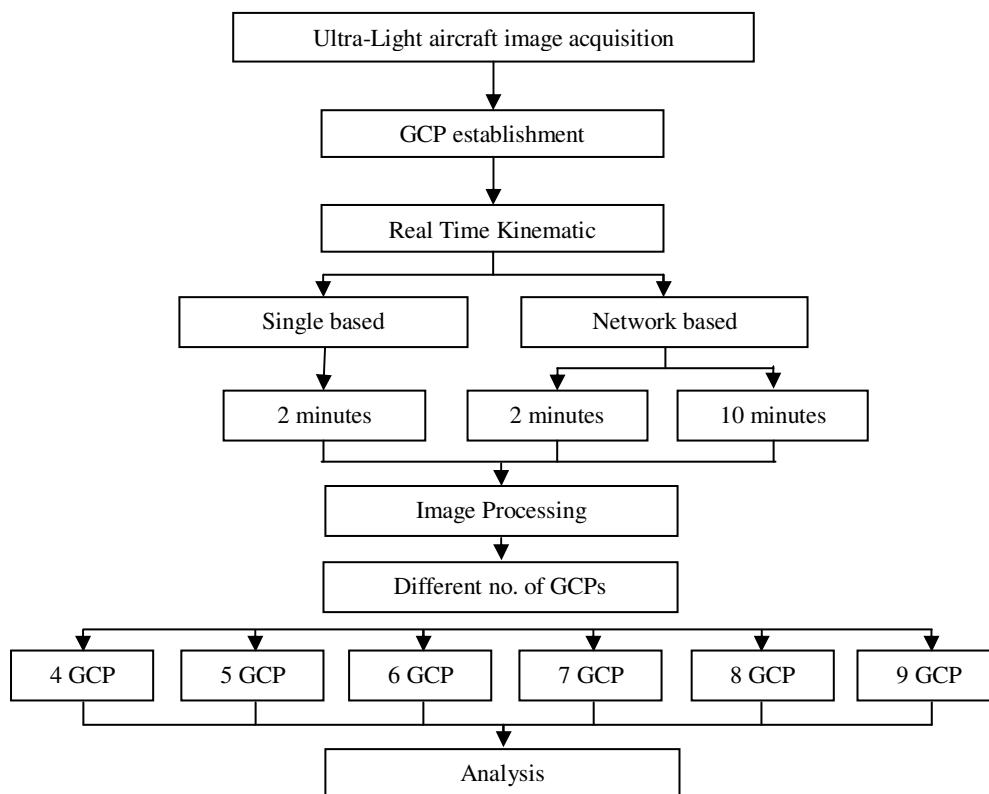 Ultra-Light aircraft image acquisition
GCP establishment
Real Time Kinematic
Single based
Network based
2 minutes
2 minutes
10 minutes
Image Processing
Different no. of GCPs
4 GCP
5 GCP
6 GCP
7 GCP
8 GCP
9 GCP
Analysis